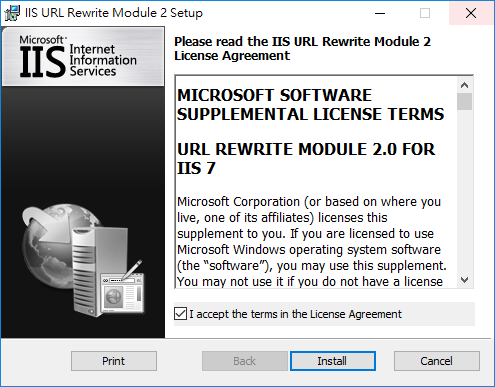 IIS URL Rewrite Module 2 Setup
Microsoft®
IIS Internet
Information
Services
Please read the IIS URL Rewrite Module 2
License Agreement
MICROSOFT SOFTWARE
SUPPLEMENTAL LICENSE TERMS
URL REWRITE MODULE 2.0 FOR
IIS 7
Microsoft Corporation (or based on where you
live, one of its affiliates) licenses this
supplement to you. If you are licensed to use
Microsoft Windows operating system software
(the “software”), you may use this supplement.
You may not use it if you do not have a license
I accept the terms in the License Agreement
Print
Back
Install
Cancel